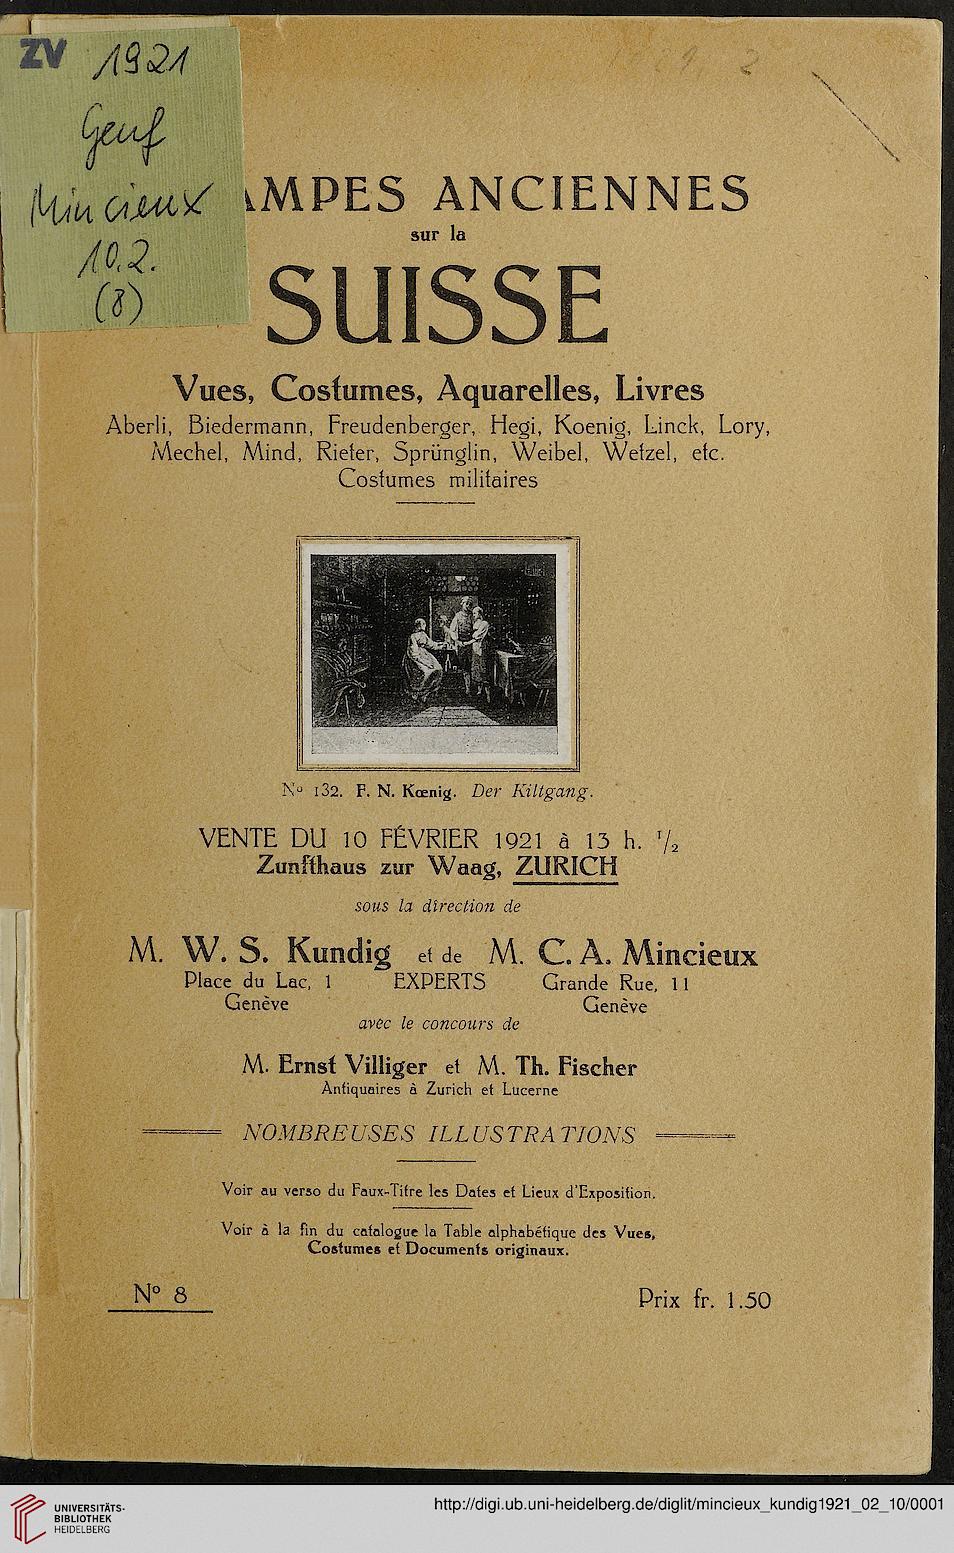 ZV 1921
Genf
Mincieux
10.2.
(8)
AMPES ANCIENNES
sur la
SUISSE
Vues, Costumes, Aquarelles, Livres
Aberli, Biedermann, Freudenberger, Hegi, Koenig, Linck, Lory,
Mechel, Mind, Rieter, Sprünglin, Weibel, Wetzel, etc.
Costumes militaires
Nº 132. F. N. Kœnig. Der Kiltgang.
VENTE DU 10 FÉVRIER 1921 à 13 h. 1/2
Zunfthaus zur Waag, ZURICH
sous la direction de
M. W. S. Kundig et de M. C. A. Mincieux
Place du Lac, 1 EXPERTS Grande Rue, 11
Genève Genève
avec le concours de
M. Ernst Villiger et M. Th. Fischer
Antiquaires à Zurich et Lucerne
NOMBREUSES ILLUSTRATIONS
Voir au verso du Faux-Titre les Dates et Lieux d'Exposition.
Voir à la fin du catalogue la Table alphabétique des Vues,
Costumes et Documents originaux.
Nº 8 Prix fr. 1.50
UNIVERSITÄTS-
BIBLIOTHEK
HEIDELBERG
http://digi.ub.uni-heidelberg.de/diglit/mincieux_kundig1921_02_10/0001